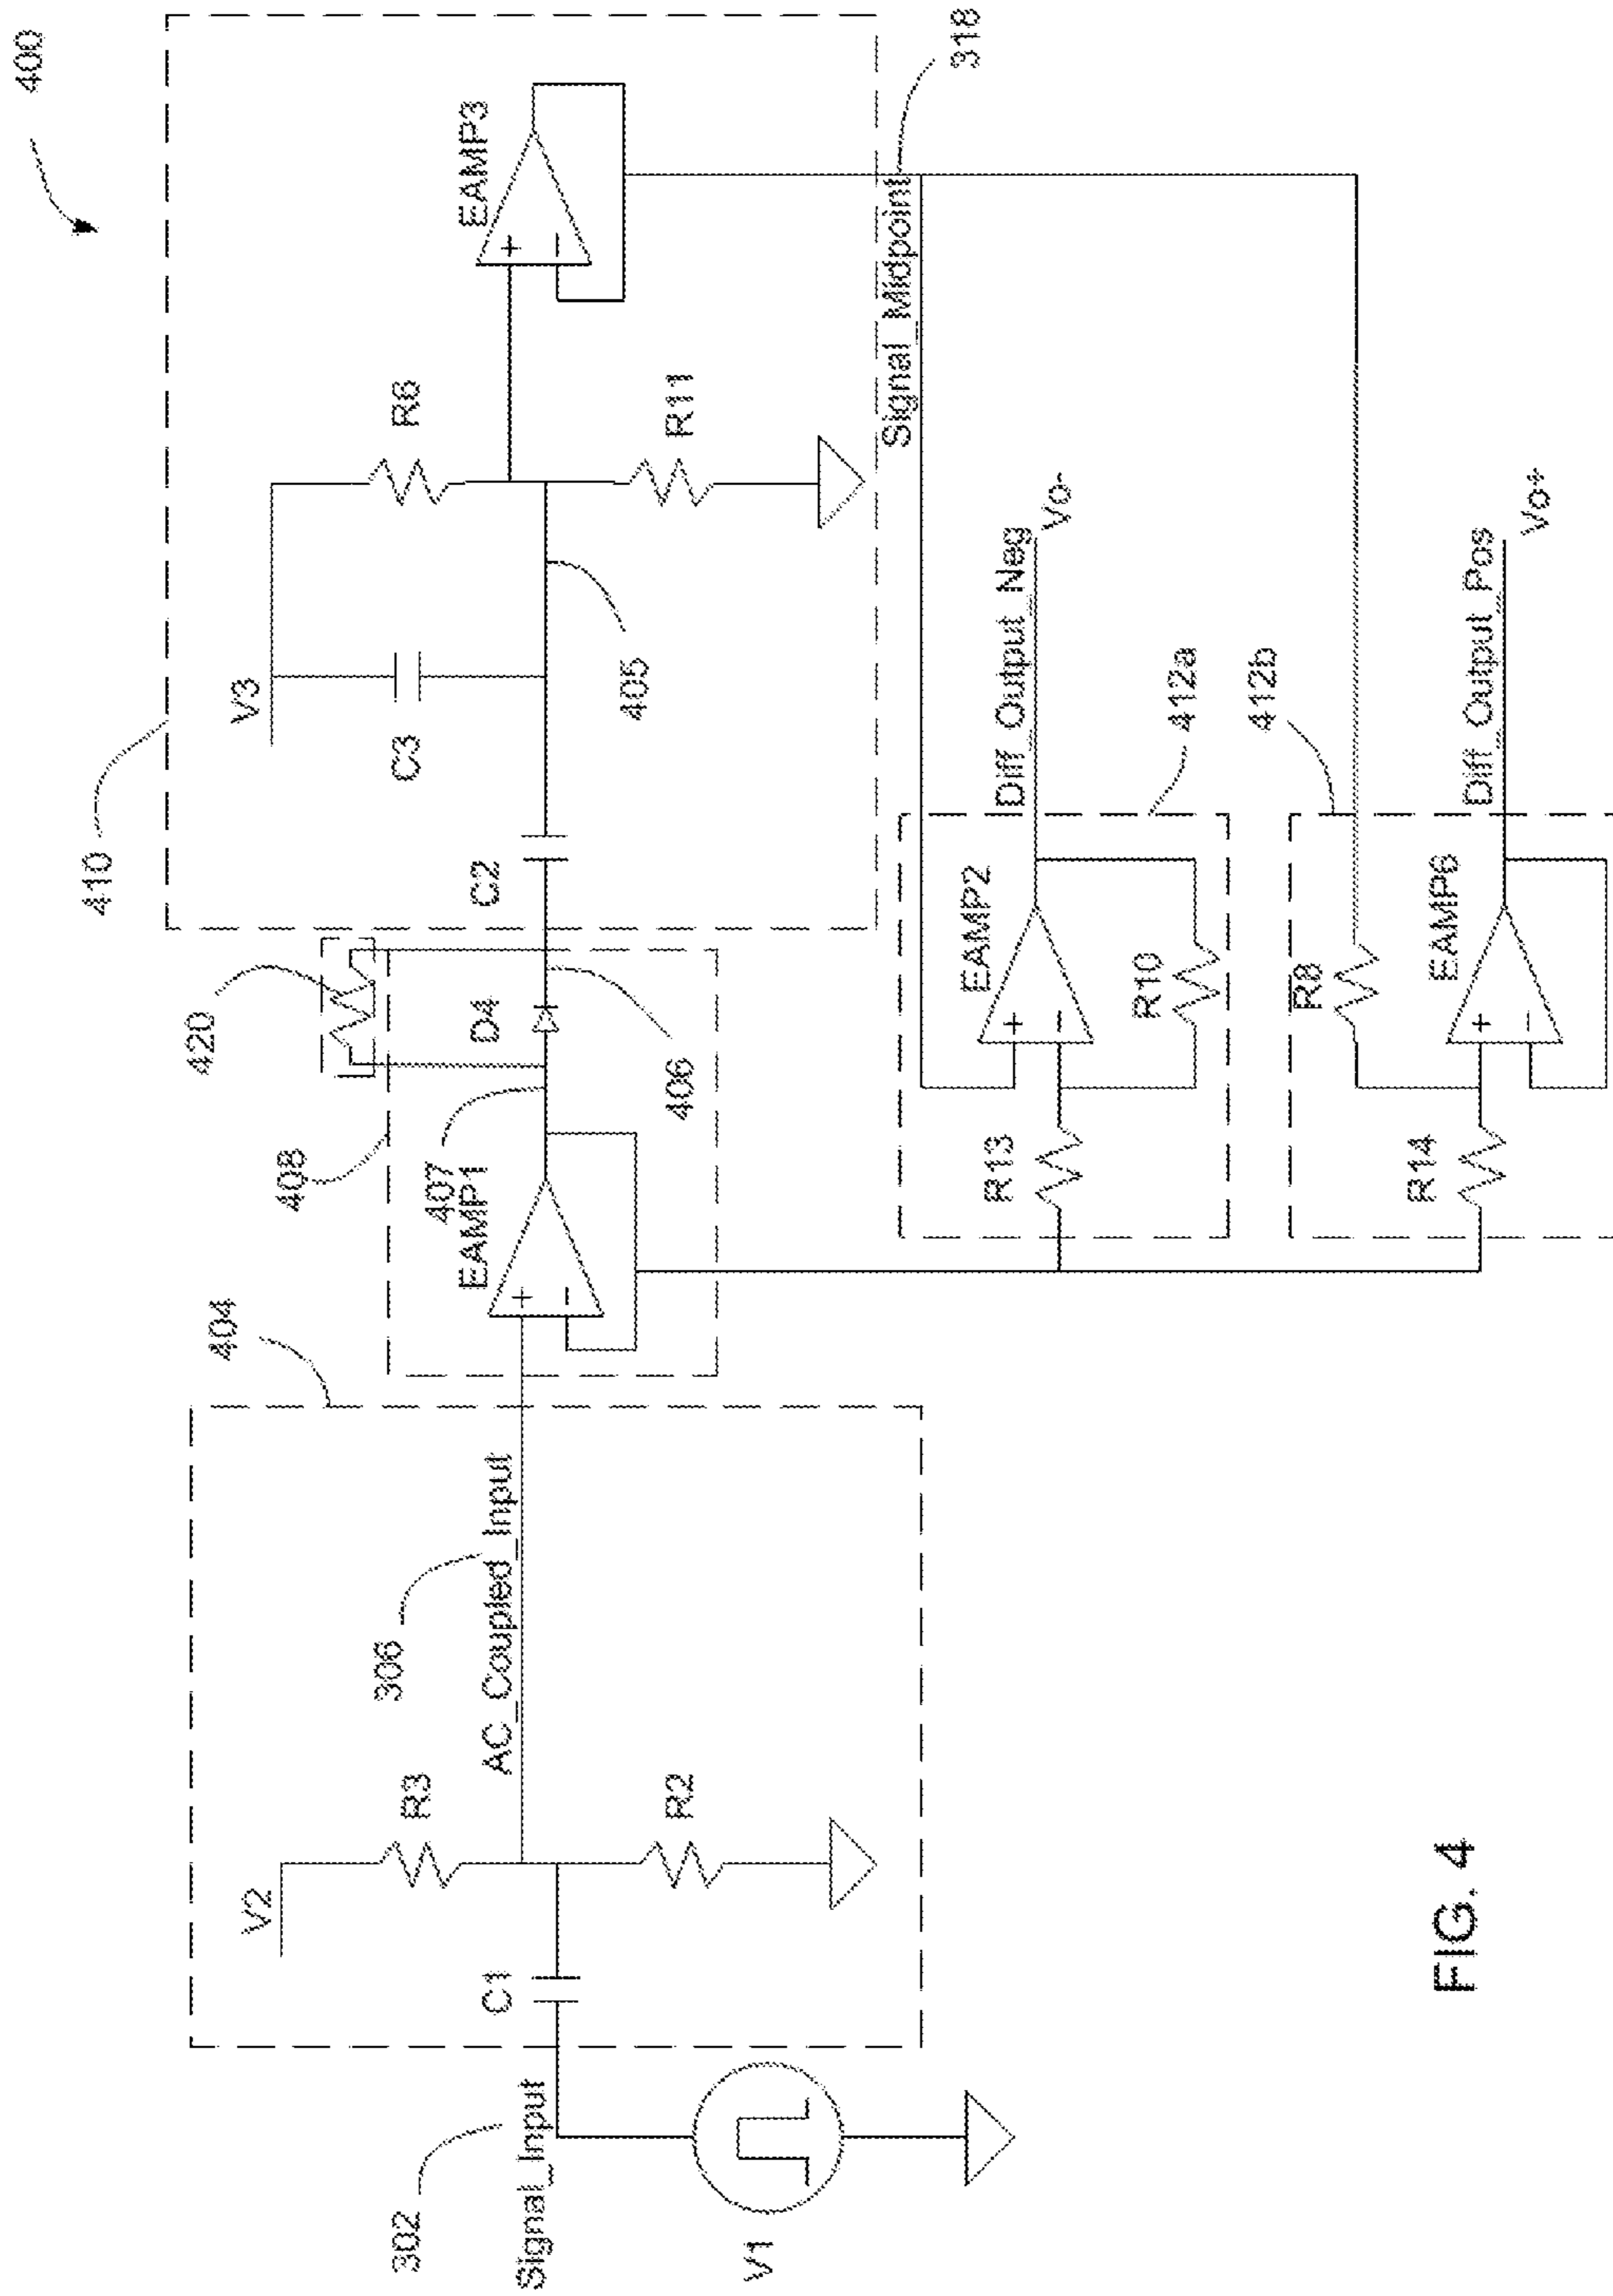 400
410
V3
C3
R6
EAMP3
+
−
405
R11
C2
420
D4
406
408
407
EAMP1
+
−
404
306
AC_Coupled_Input
V2
R3
R2
C1
302
Signal_Input
V1
318
Signal_Midpoint
Diff_Output_Neg
Vo-
412a
EAMP2
+
−
R13
R10
412b
Diff_Output_Pos
Vo+
R8
EAMP6
+
−
R14
FIG. 4